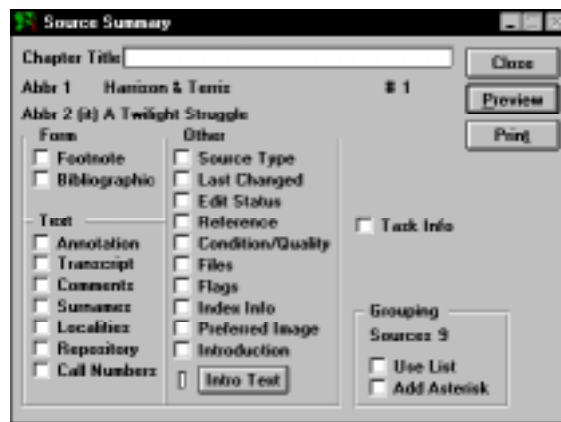 Source Summary
Chapter Title
Close
Abbr 1 Harrison & Terris # 1
Preview
Abbr 2 (it) A Twilight Struggle
Print
Form
Footnote
Bibliographic
Text
Annotation
Transcript
Comments
Surnames
Localities
Repository
Call Numbers
Other
Source Type
Last Changed
Edit Status
Reference
Condition/Quality
Files
Flags
Index Info
Preferred Image
Introduction
Intro Text
Task Info
Grouping
Sources 9
Use List
Add Asterisk